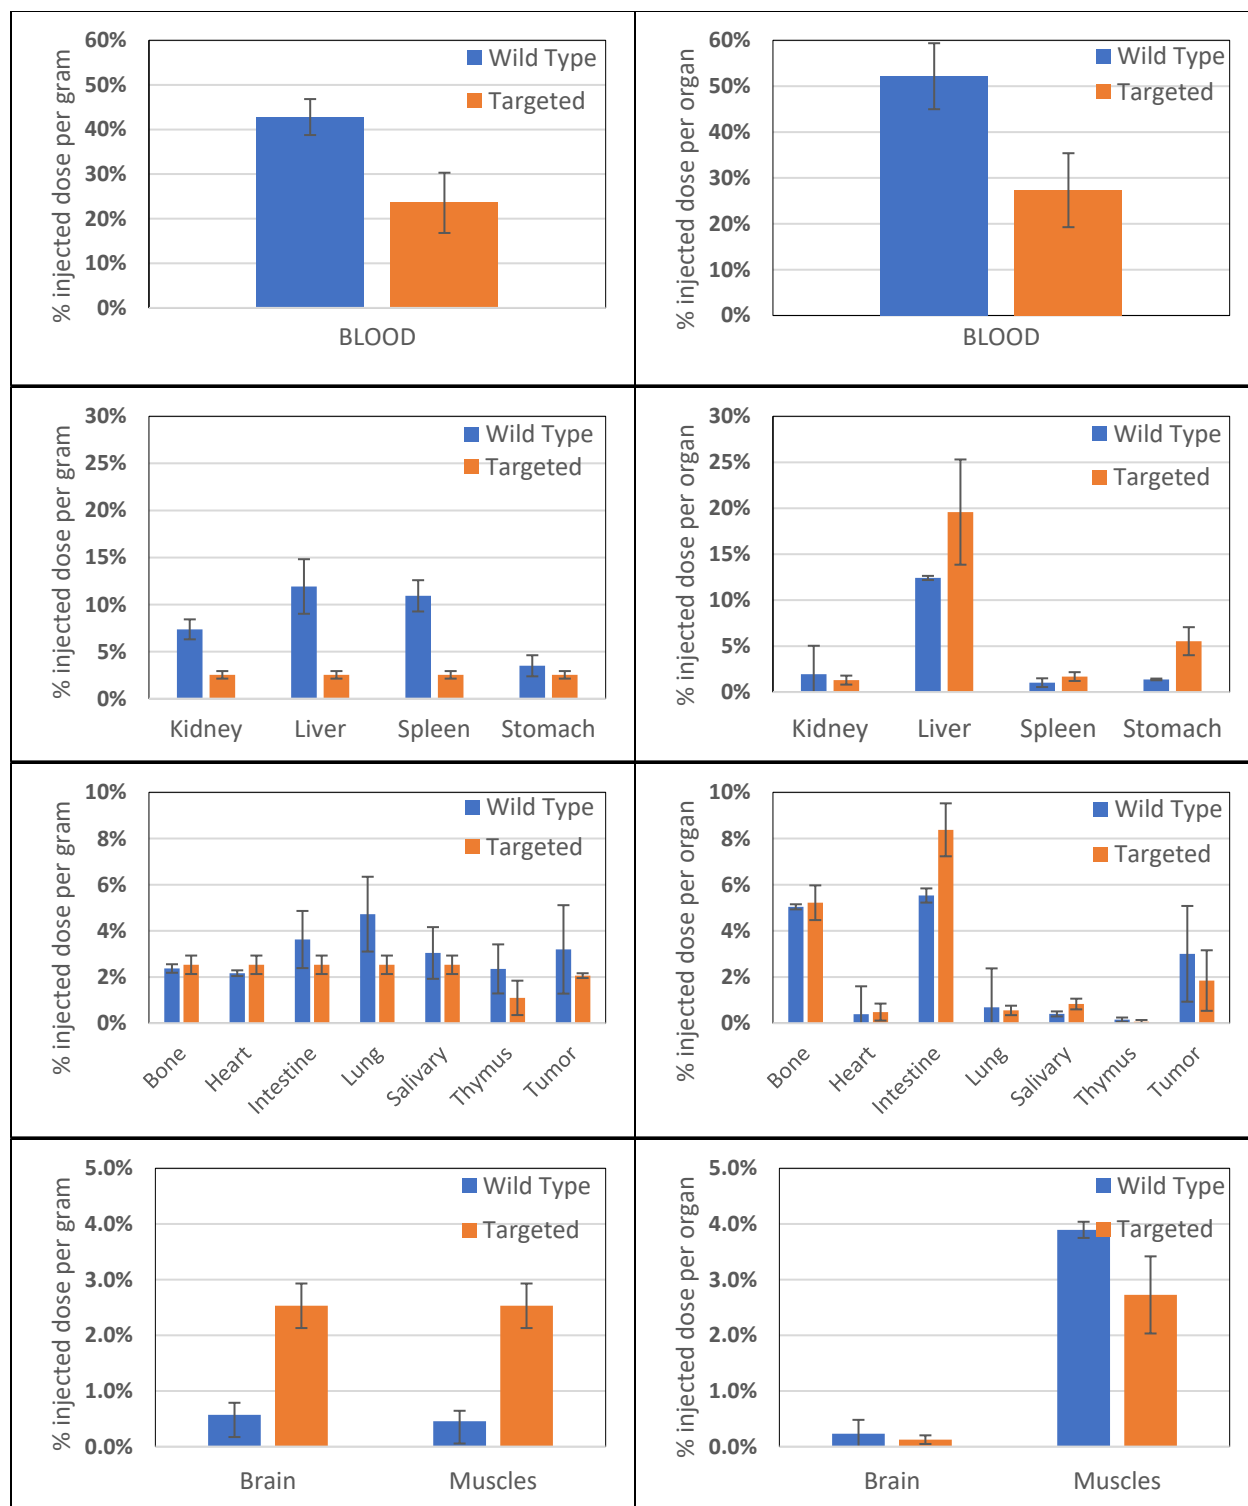 % injected dose per gram
60%
50%
40%
30%
20%
10%
0%
Wild Type
Targeted
BLOOD
% injected dose per organ
60%
50%
40%
30%
20%
10%
0%
Wild Type
Targeted
BLOOD
% injected dose per gram
30%
25%
20%
15%
10%
5%
0%
Wild Type
Targeted
Kidney Liver Spleen Stomach
% injected dose per organ
30%
25%
20%
15%
10%
5%
0%
Wild Type
Targeted
Kidney Liver Spleen Stomach
% injected dose per gram
10%
8%
6%
4%
2%
0%
Wild Type
Targeted
Bone Heart Intestine Lung Salivary Thymus Tumor
% injected dose per organ
10%
8%
6%
4%
2%
0%
Wild Type
Targeted
Bone Heart Intestine Lung Salivary Thymus Tumor
% injected dose per gram
5.0%
4.0%
3.0%
2.0%
1.0%
0.0%
Wild Type
Targeted
Brain Muscles
% injected dose per organ
5.0%
4.0%
3.0%
2.0%
1.0%
0.0%
Wild Type
Targeted
Brain Muscles